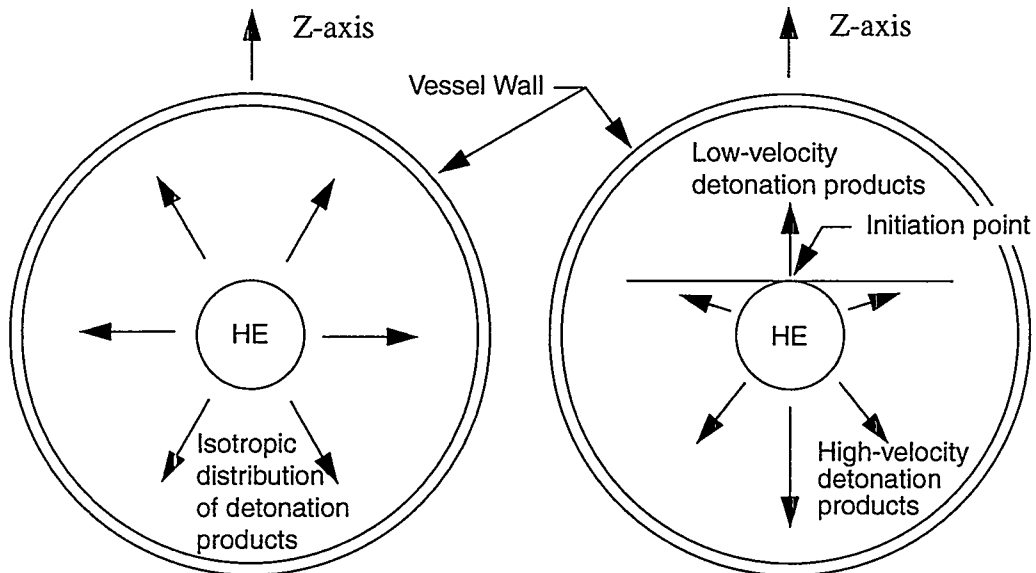 Z-axis
Z-axis
Vessel Wall
Low-velocity
detonation products
Initiation point
HE
HE
Isotropic
distribution
of detonation
products
High-velocity
detonation
products